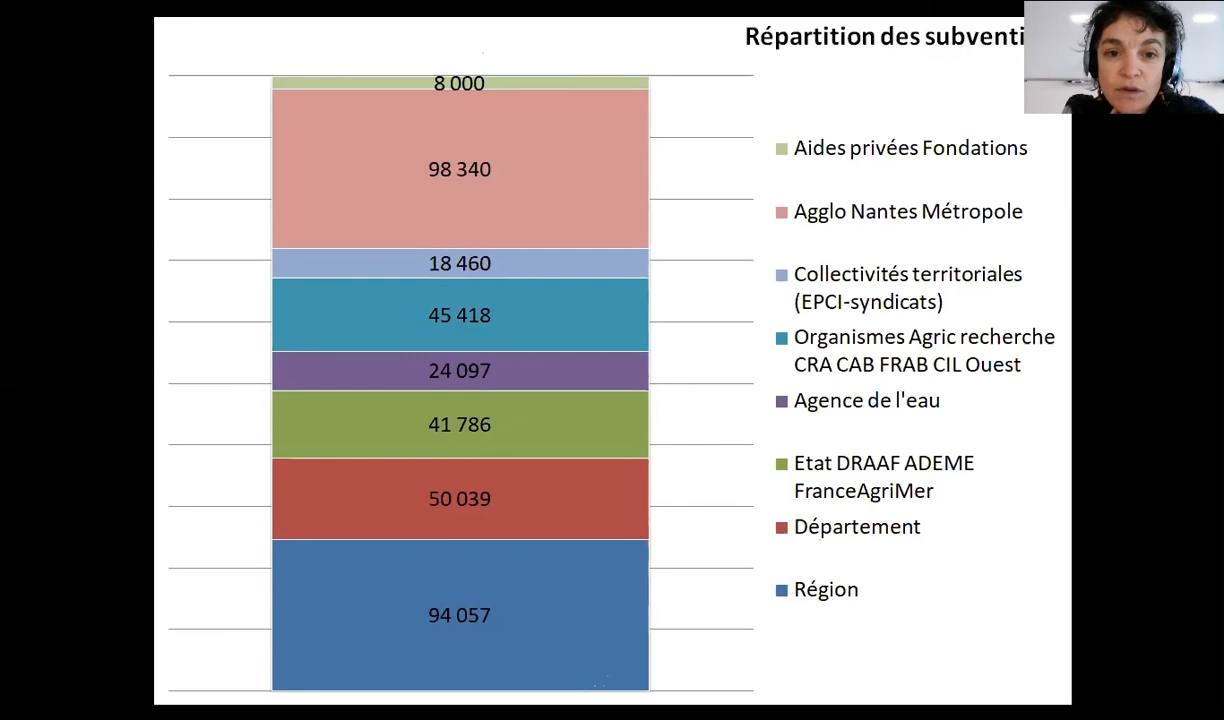 Répartition des subventi
8 000
98 340
18 460
45 418
24 097
41 786
50 039
94 057
Aides privées Fondations
Agglo Nantes Métropole
Collectivités territoriales
(EPCI-syndicats)
Organismes Agric recherche
CRA CAB FRAB CIL Ouest
Agence de l'eau
Etat DRAAF ADEME
FranceAgriMer
Département
Région